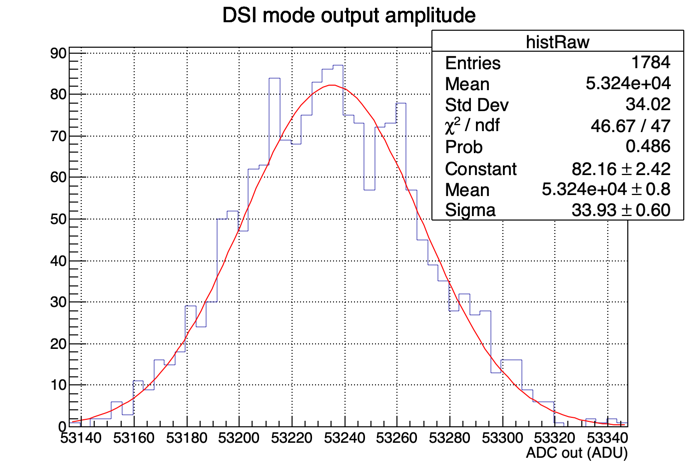 DSI mode output amplitude
histRaw
Entries 1784
Mean 5.324e+04
Std Dev 34.02
χ² / ndf 46.67 / 47
Prob 0.486
Constant 82.16 ± 2.42
Mean 5.324e+04 ± 0.8
Sigma 33.93 ± 0.60
90
80
70
60
50
40
30
20
10
0
53140 53160 53180 53200 53220 53240 53260 53280 53300 53320 53340
ADC out (ADU)